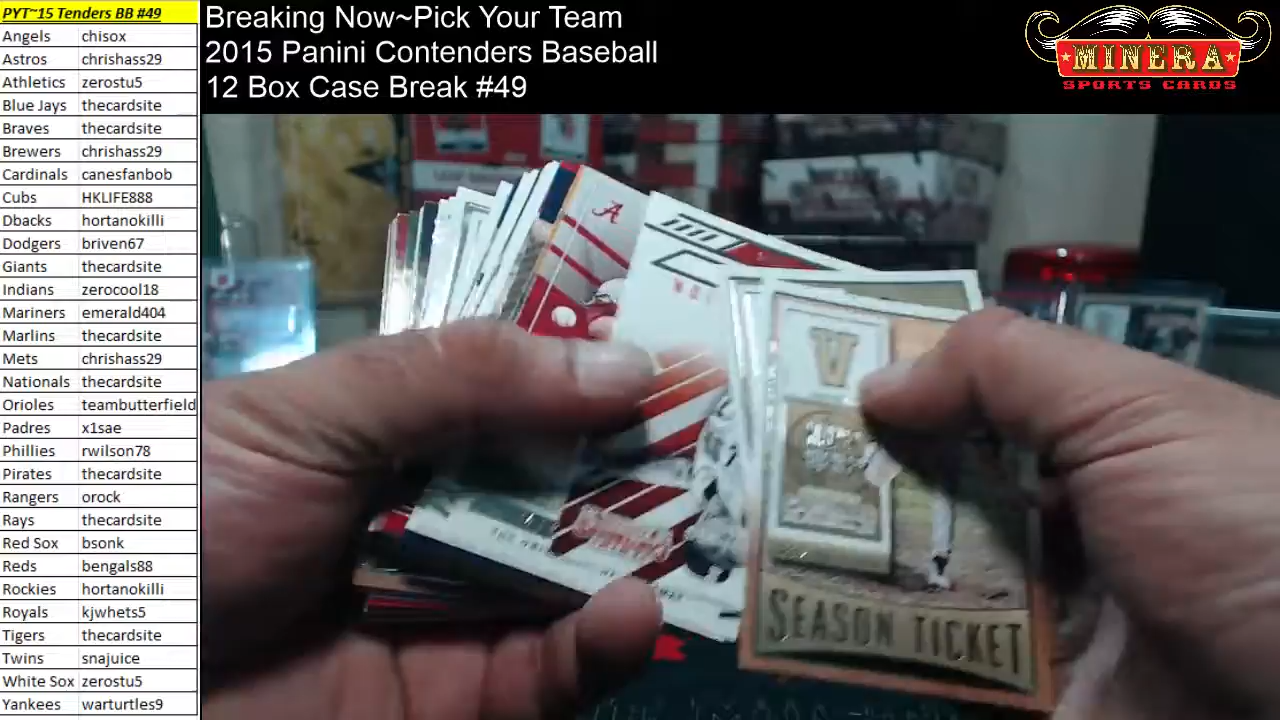 PYT~15 Tenders BB #49
Angels chisox
Astros chrishass29
Athletics zerostu5
Blue Jays thecardsite
Braves thecardsite
Brewers chrishass29
Cardinals canesfanbob
Cubs HKLIFE888
Dbacks hortanokilli
Dodgers briven67
Giants thecardsite
Indians zerocool18
Mariners emerald404
Marlins thecardsite
Mets chrishass29
Nationals thecardsite
Orioles teambutterfield
Padres x1sae
Phillies rwilson78
Pirates thecardsite
Rangers orock
Rays thecardsite
Red Sox bsonk
Reds bengals88
Rockies hortanokilli
Royals kjwhets5
Tigers thecardsite
Twins snajuice
White Sox zerostu5
Yankees warturtles9
Breaking Now~Pick Your Team
2015 Panini Contenders Baseball
12 Box Case Break #49
MINERA
SPORTS CARDS
A
V
SEASON TICKET